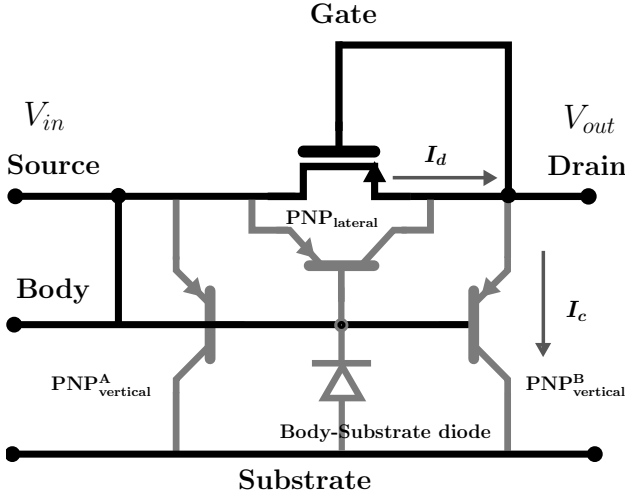 Gate
V_in
V_out
Source
I_d
Drain
PNP_lateral
Body
I_c
PNP^A_vertical
PNP^B_vertical
Body-Substrate diode
Substrate